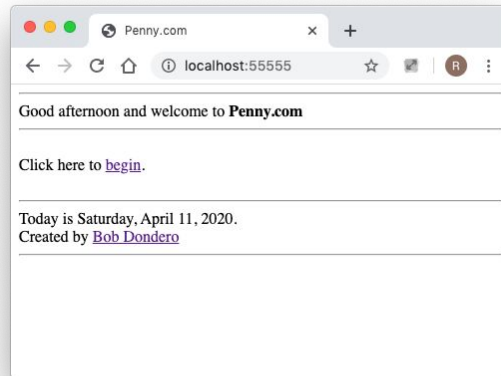 Penny.com
localhost:55555
R
Good afternoon and welcome to Penny.com
Click here to begin.
Today is Saturday, April 11, 2020.
Created by Bob Dondero